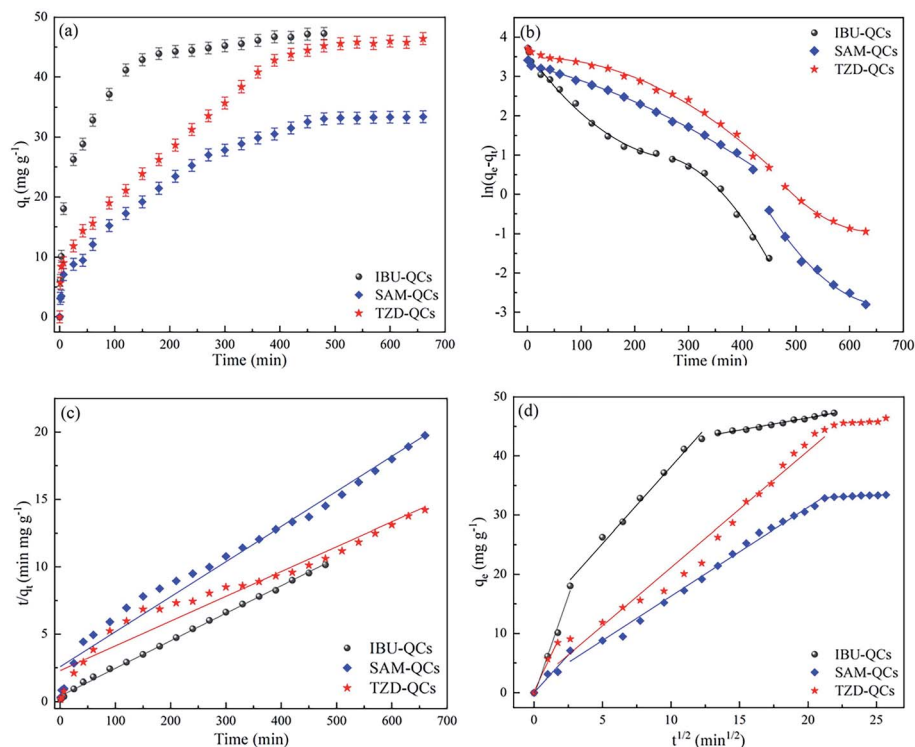 (a)
50
40
30
20
10
0
qt (mg g-1)
IBU-QCs
SAM-QCs
TZD-QCs
0 100 200 300 400 500 600 700
Time (min)
(b)
4
3
2
1
0
-1
-2
-3
ln(qe-qt)
IBU-QCs
SAM-QCs
TZD-QCs
0 100 200 300 400 500 600 700
Time (min)
(c)
20
15
10
5
0
t/qt (min mg g-1)
IBU-QCs
SAM-QCs
TZD-QCs
0 100 200 300 400 500 600 700
Time (min)
(d)
50
40
30
20
10
0
qe (mg g-1)
IBU-QCs
SAM-QCs
TZD-QCs
0 5 10 15 20 25
t1/2 (min1/2)